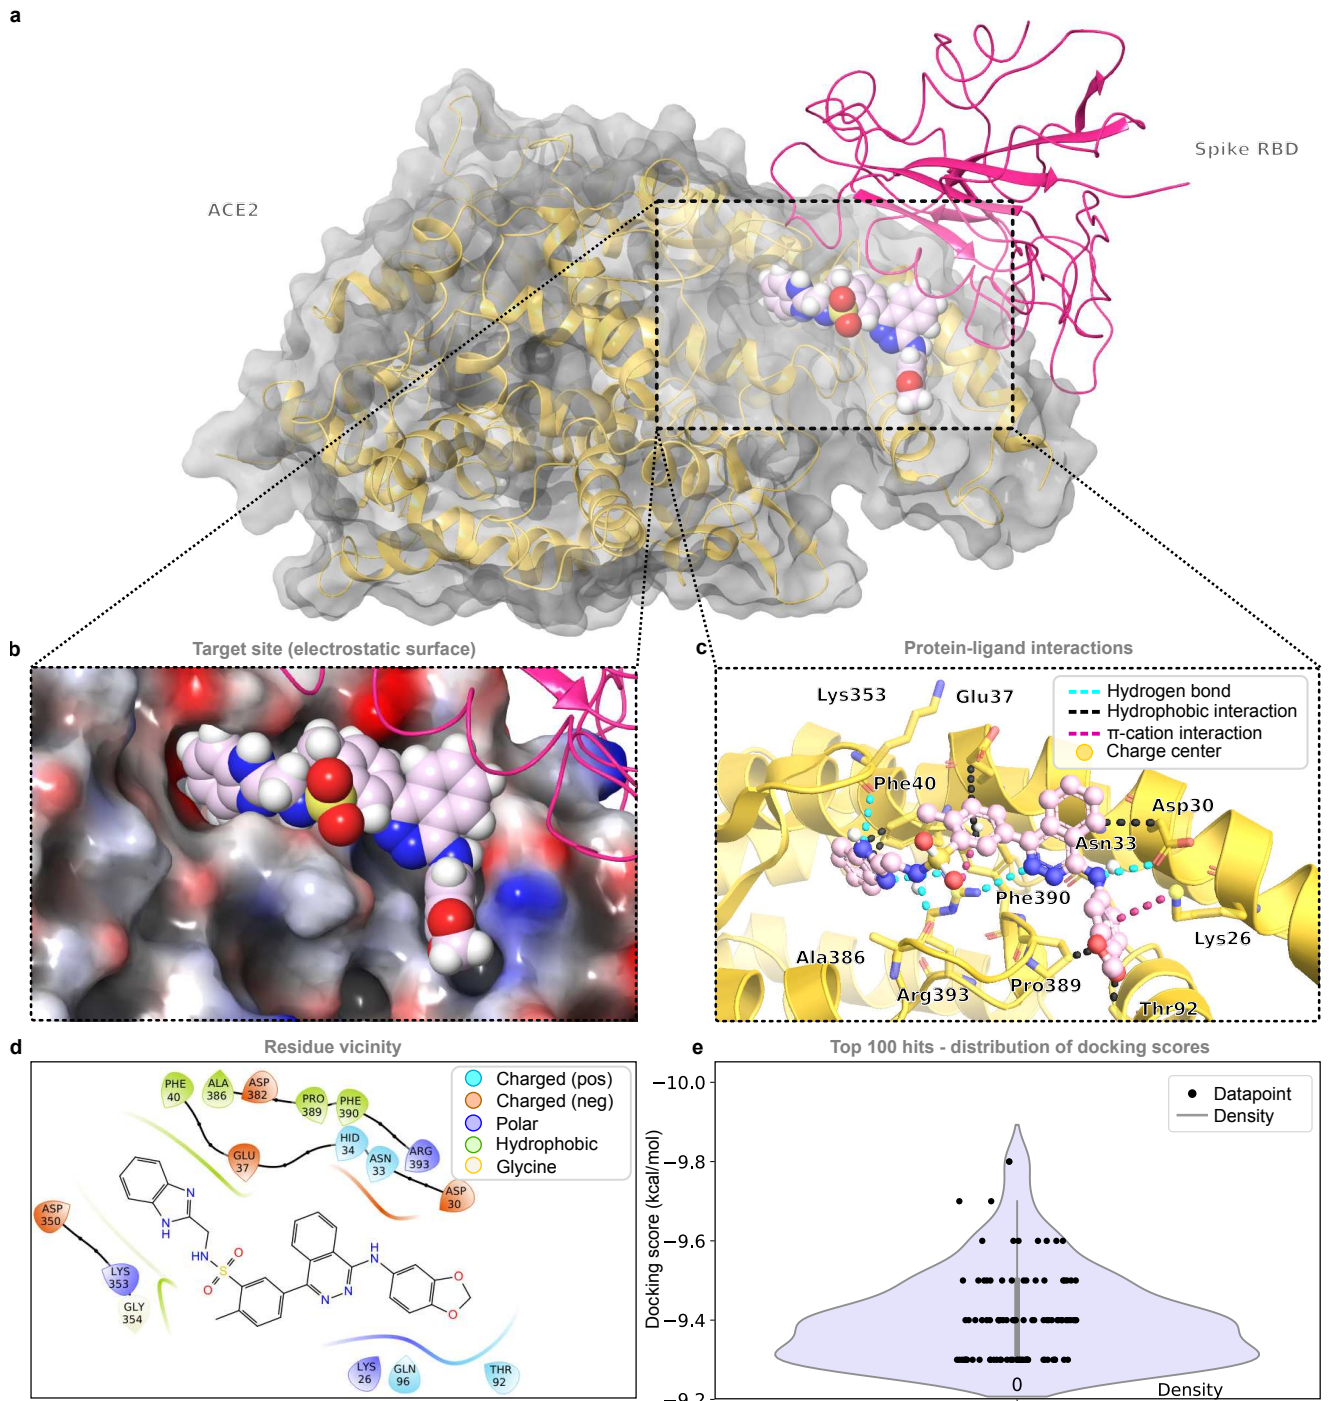 a
ACE2
Spike RBD
b
Target site (electrostatic surface)
c
Protein-ligand interactions
Lys353
Glu37
Phe40
Asp30
Asn33
Phe390
Lys26
Ala386
Arg393
Pro389
Thr92
Hydrogen bond
Hydrophobic interaction
π-cation interaction
Charge center
d
Residue vicinity
PHE
40
ALA
386
ASP
382
PRO
389
PHE
390
GLU
37
HID
34
ASN
33
ARG
393
ASP
30
ASP
350
LYS
353
GLY
354
LYS
26
GLN
96
THR
92
N
N
H
HN
S
O
O
N
N
H
N
O
O
Charged (pos)
Charged (neg)
Polar
Hydrophobic
Glycine
e
Top 100 hits - distribution of docking scores
Docking score (kcal/mol)
−10.0
−9.8
−9.6
−9.4
−9.2
0
Density
Datapoint
Density